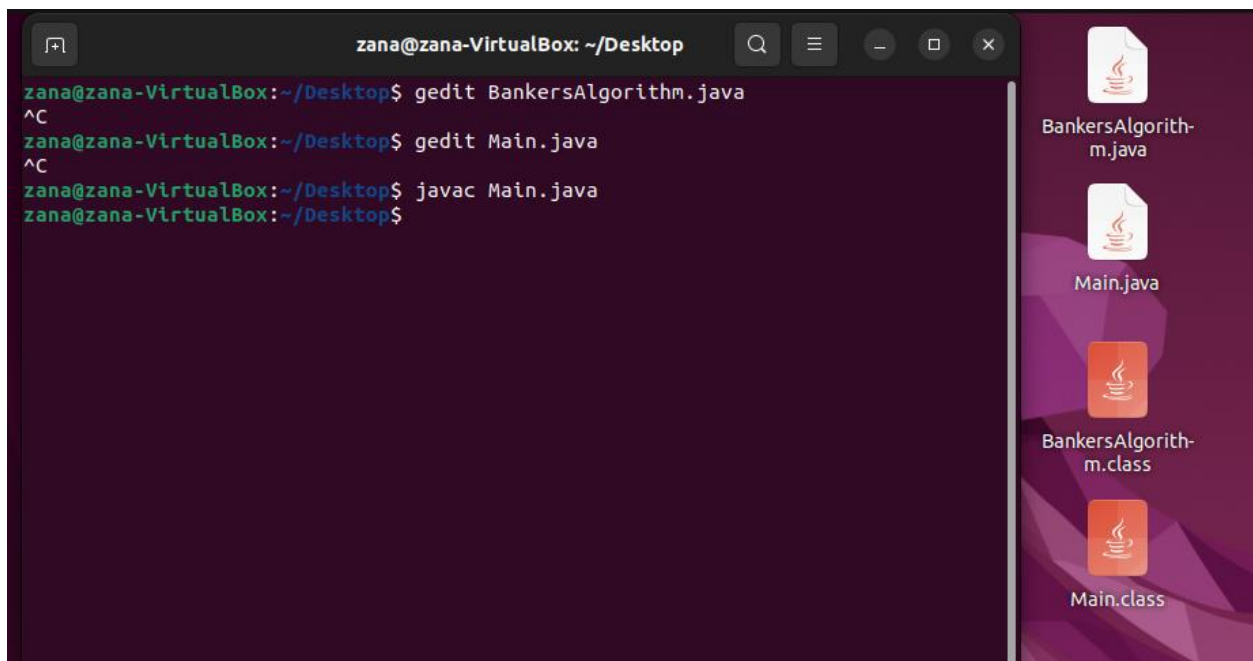 zana@zana-VirtualBox: ~/Desktop
zana@zana-VirtualBox:~/Desktop$ gedit BankersAlgorithm.java
^C
zana@zana-VirtualBox:~/Desktop$ gedit Main.java
^C
zana@zana-VirtualBox:~/Desktop$ javac Main.java
zana@zana-VirtualBox:~/Desktop$
BankersAlgorith-
m.java
Main.java
BankersAlgorith-
m.class
Main.class